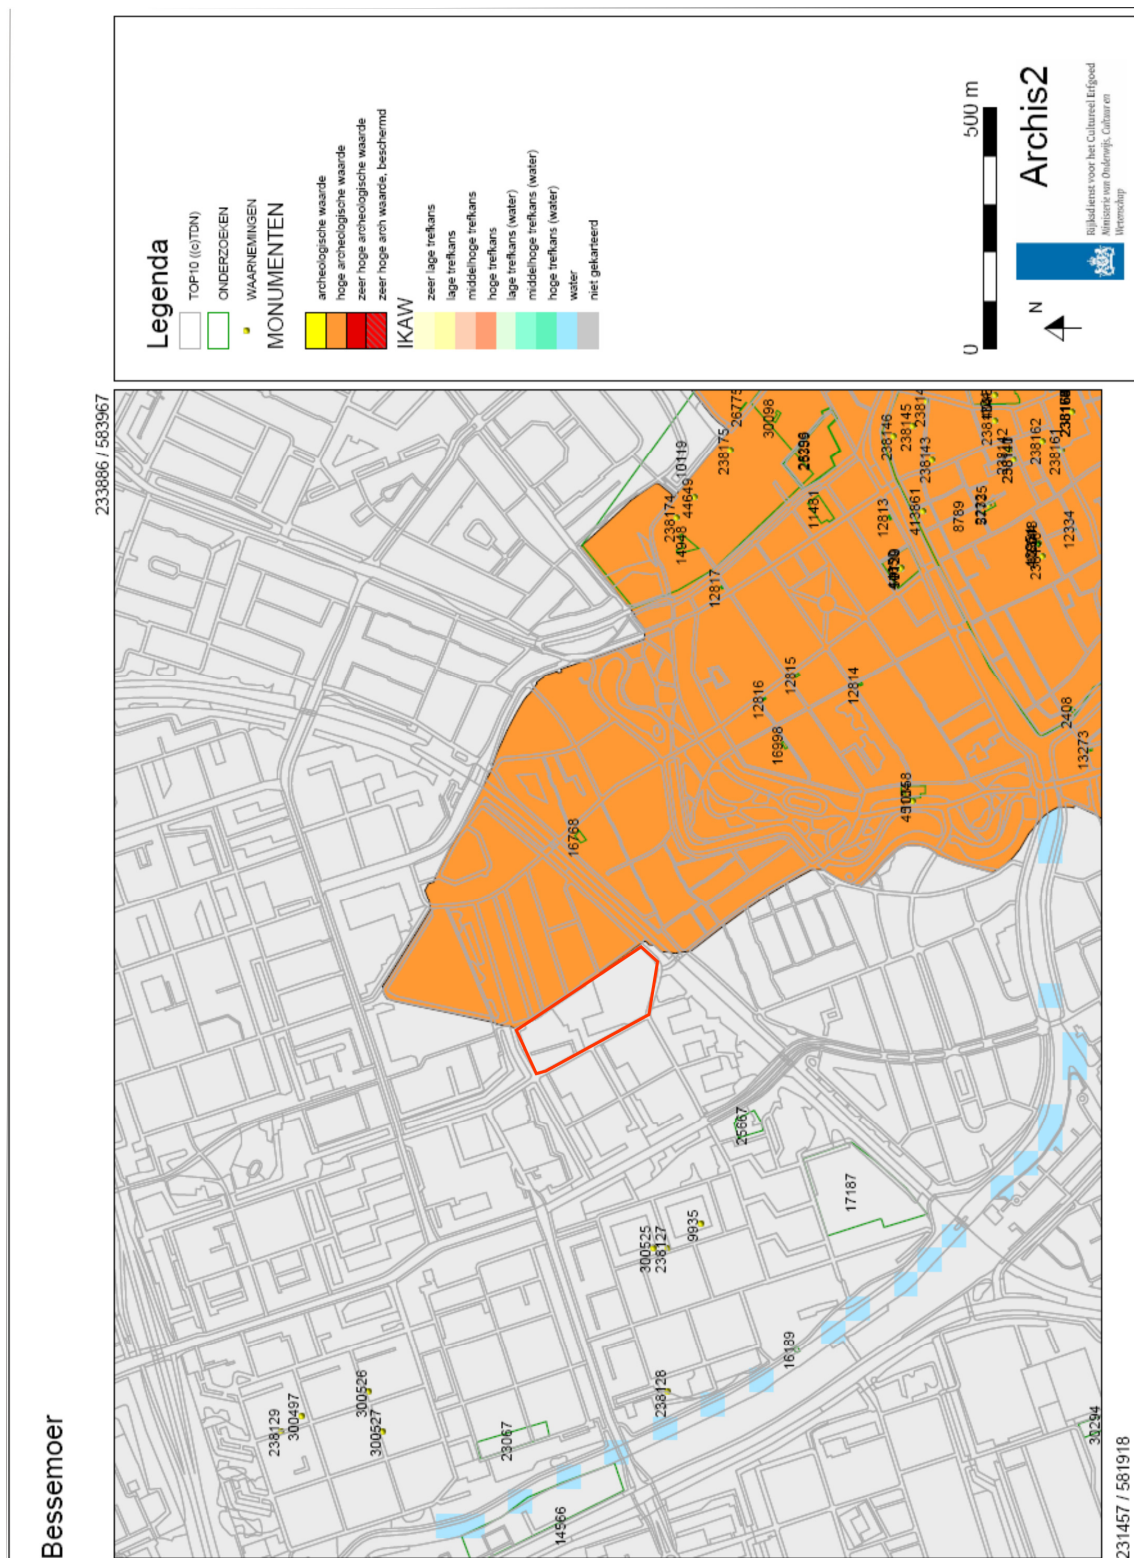 Bessemoer
233886 / 583967
231457 / 581918
Legenda
TOP10 ((c)TDN)
ONDERZOEKEN
WAARNEMINGEN
MONUMENTEN
archeologische waarde
hoge archeologische waarde
zeer hoge archeologische waarde
zeer hoge arch waarde, beschermd
IKAW
zeer lage trefkans
lage trefkans
middelhoge trefkans
hoge trefkans
lage trefkans (water)
middelhoge trefkans (water)
hoge trefkans (water)
water
niet gekarteerd
0
500 m
N
Archis2
Rijksdienst voor het Cultureel Erfgoed
Ministerie van Onderwijs, Cultuur en
Wetenschap
238129
300497
300526
300527
23067
14966
238128
16189
300525
238127
9935
25667
17187
30294
16768
16998
12816
12815
12814
12817
14948
238174
44649
10119
238175
26775
30098
11481
12813
413861
238146
238145
238143
8789
238162
238161
12334
2408
13273